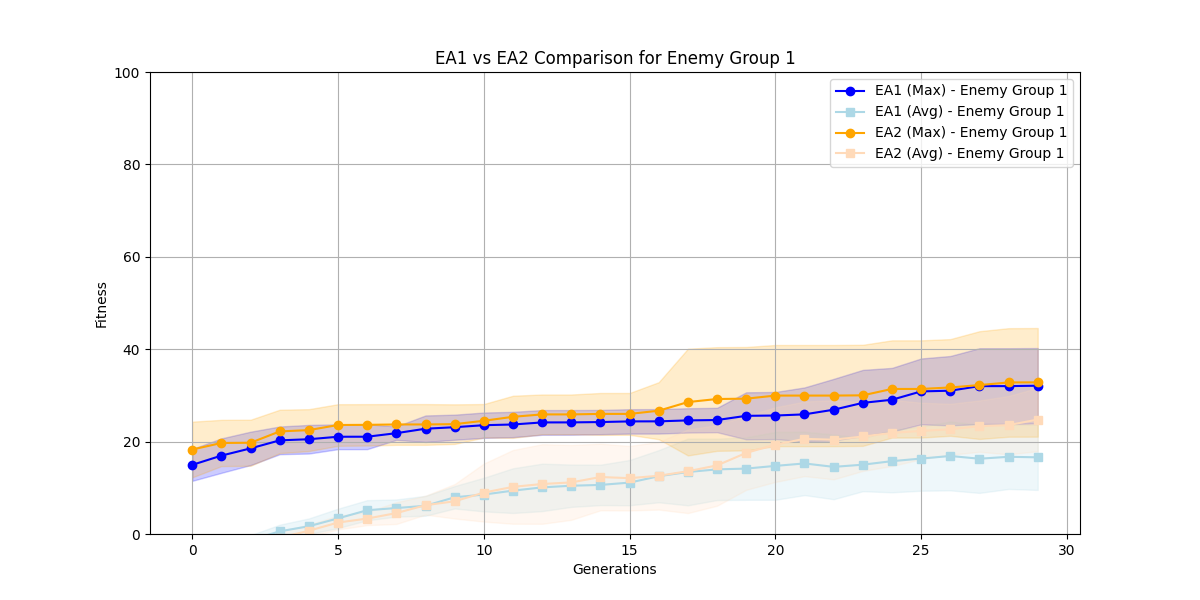 EA1 vs EA2 Comparison for Enemy Group 1
100
80
60
40
20
0
Fitness
EA1 (Max) - Enemy Group 1
EA1 (Avg) - Enemy Group 1
EA2 (Max) - Enemy Group 1
EA2 (Avg) - Enemy Group 1
0 5 10 15 20 25 30
Generations